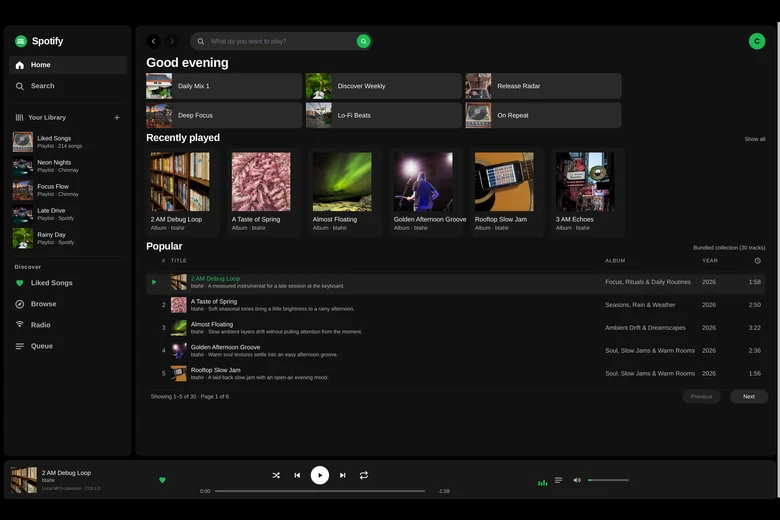 Spotify
Home
Search
Your Library
Liked Songs
Playlist · 214 songs
Neon Nights
Playlist · Chinmay
Focus Flow
Playlist · Chinmay
Late Drive
Playlist · Spotify
Rainy Day
Playlist · Spotify
Discover
Liked Songs
Browse
Radio
Queue
What do you want to play?
C
Good evening
Daily Mix 1
Discover Weekly
Release Radar
Deep Focus
Lo-Fi Beats
On Repeat
Recently played
Show all
2 AM Debug Loop
Album · btahir
A Taste of Spring
Album · btahir
Almost Floating
Album · btahir
Golden Afternoon Groove
Album · btahir
Rooftop Slow Jam
Album · btahir
3 AM Echoes
Album · btahir
Popular
Bundled collection (30 tracks)
# TITLE ALBUM YEAR
2 AM Debug Loop
btahir · A measured instrumental for a late session at the keyboard.
Focus, Rituals & Daily Routines 2026 1:58
2 A Taste of Spring
btahir · Soft seasonal tones bring a little brightness to a rainy afternoon.
Seasons, Rain & Weather 2026 2:50
3 Almost Floating
btahir · Slow ambient layers drift without pulling attention from the moment.
Ambient Drift & Dreamscapes 2026 3:22
4 Golden Afternoon Groove
btahir · Warm soul textures settle into an easy afternoon groove.
Soul, Slow Jams & Warm Rooms 2026 2:36
5 Rooftop Slow Jam
btahir · A laid-back slow jam with an open-air evening mood.
Soul, Slow Jams & Warm Rooms 2026 1:56
Showing 1–5 of 30 · Page 1 of 6
Previous
Next
2 AM Debug Loop
btahir
Local MP3 collection · CC0 1.0
0:00
-1:58